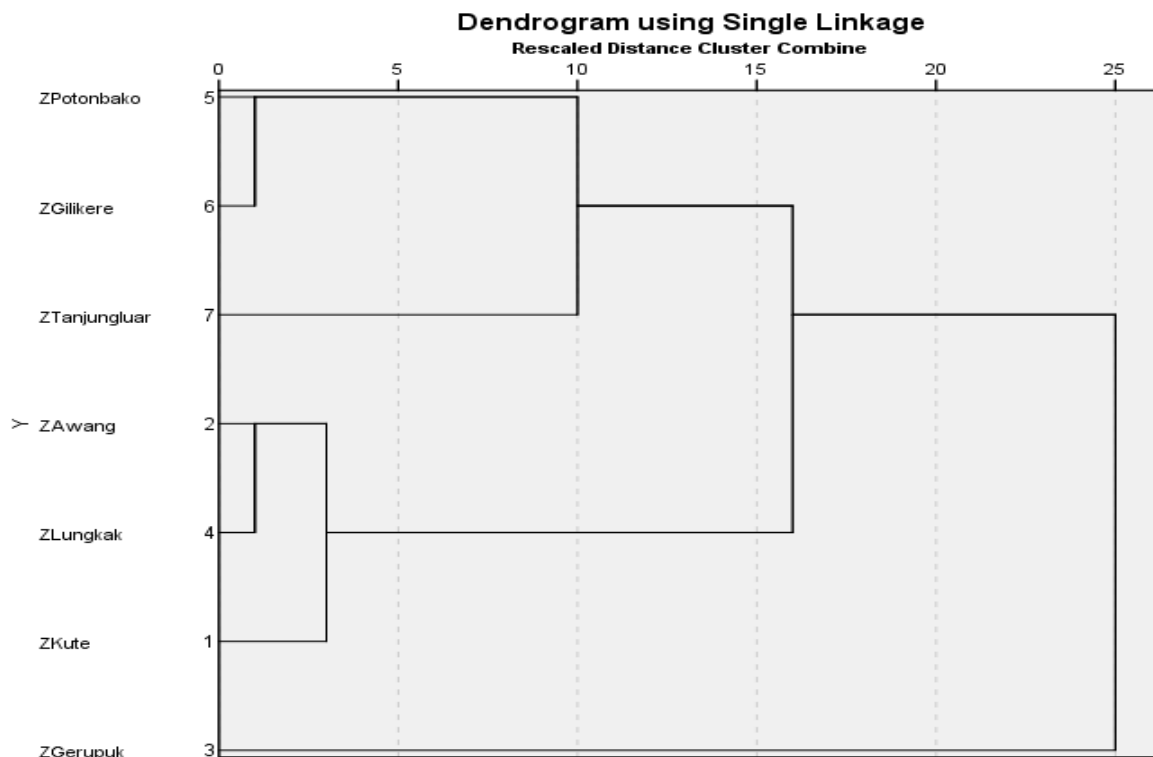 Dendrogram using Single Linkage
Rescaled Distance Cluster Combine
0 5 10 15 20 25
ZPotonbako 5
ZGilikere 6
ZTanjungluar 7
Y
ZAwang 2
ZLungkak 4
ZKute 1
ZGerupuk 3